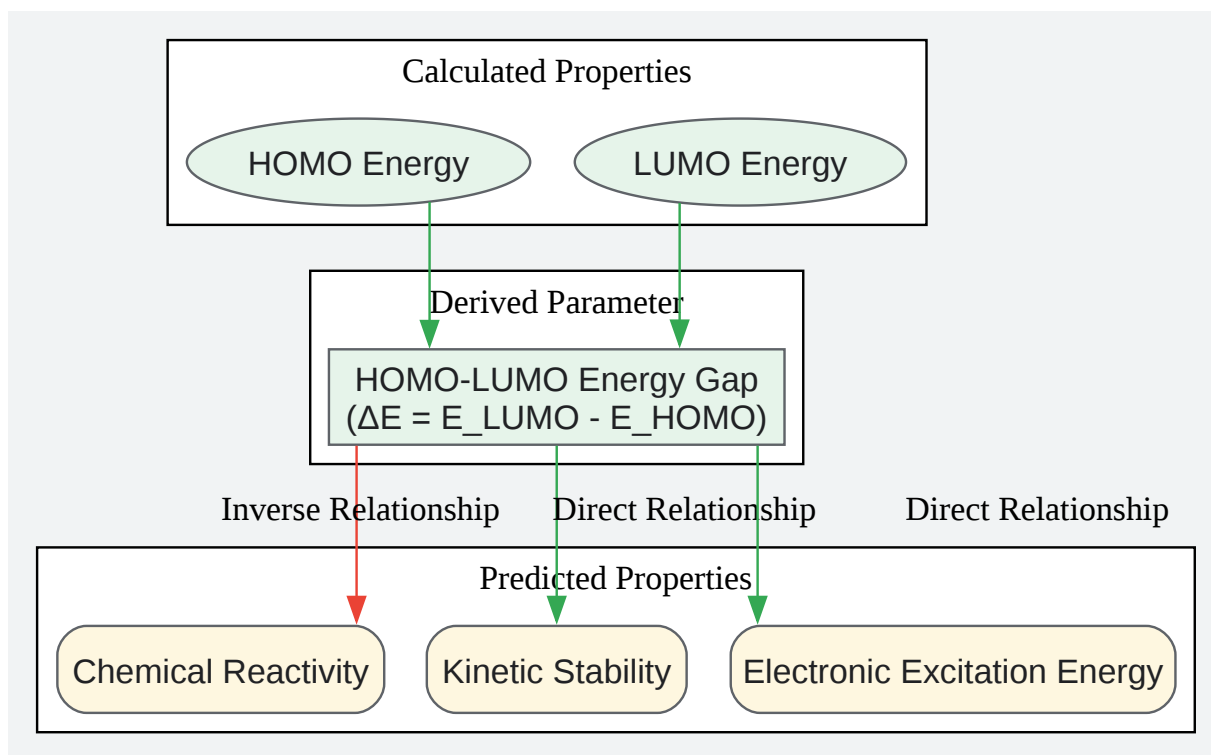 Calculated Properties
HOMO Energy
LUMO Energy
Derived Parameter
HOMO-LUMO Energy Gap
(ΔE = E_LUMO - E_HOMO)
Inverse Relationship
Direct Relationship
Direct Relationship
Predicted Properties
Chemical Reactivity
Kinetic Stability
Electronic Excitation Energy